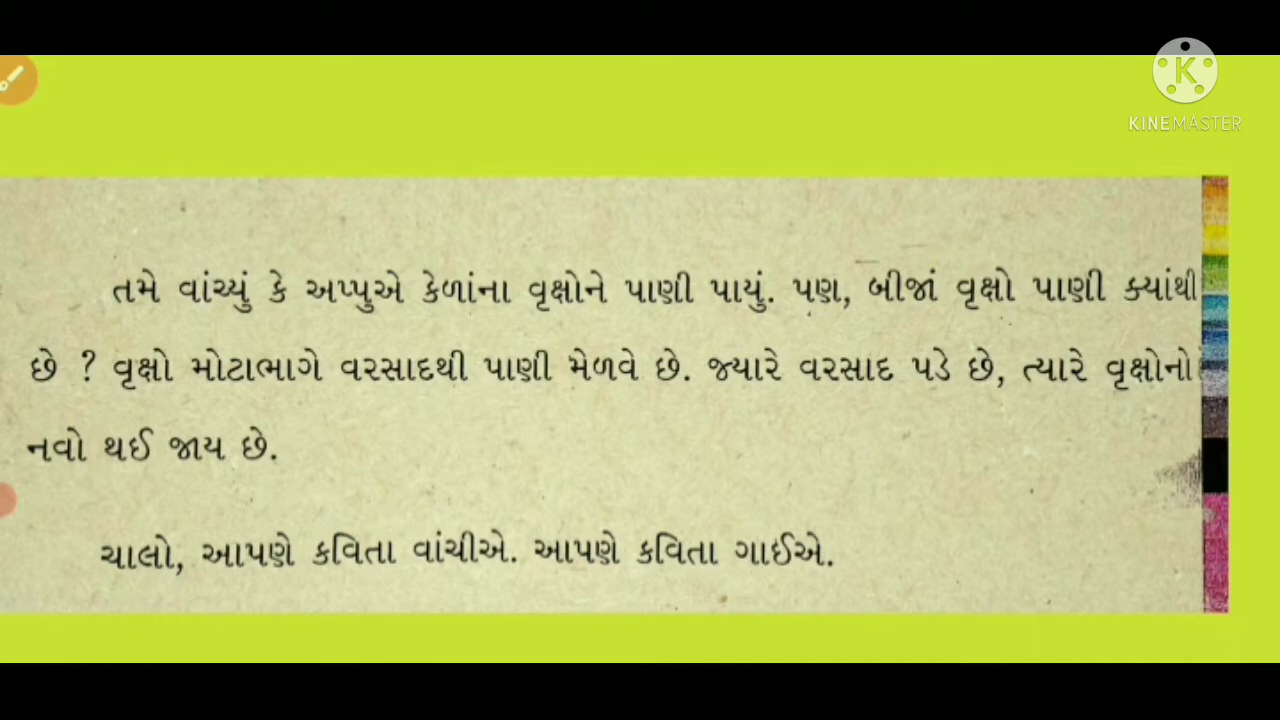 KINEMASTER
તમે વાંચ્યું કે અપ્પુએ કેળાંના વૃક્ષોને પાણી પાયું. પણ, બીજાં વૃક્ષો પાણી ક્યાંથી
છે ? વૃક્ષો મોટાભાગે વરસાદથી પાણી મેળવે છે. જ્યારે વરસાદ પડે છે, ત્યારે વૃક્ષોનો
નવો થઈ જાય છે.
ચાલો, આપણે કવિતા વાંચીએ. આપણે કવિતા ગાઈએ.